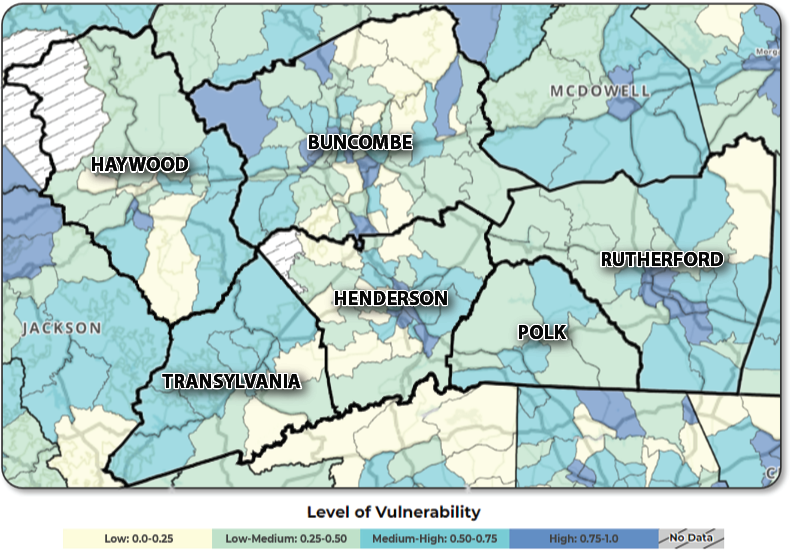 Morg
MCDOWELL
BUNCOMBE
HAYWOOD
RUTHERFORD
HENDERSON
JACKSON
POLK
TRANSYLVANIA
C
Level of Vulnerability
Low: 0.0-0.25
Low-Medium: 0.25-0.50
Medium-High: 0.50-0.75
High: 0.75-1.0
No Data